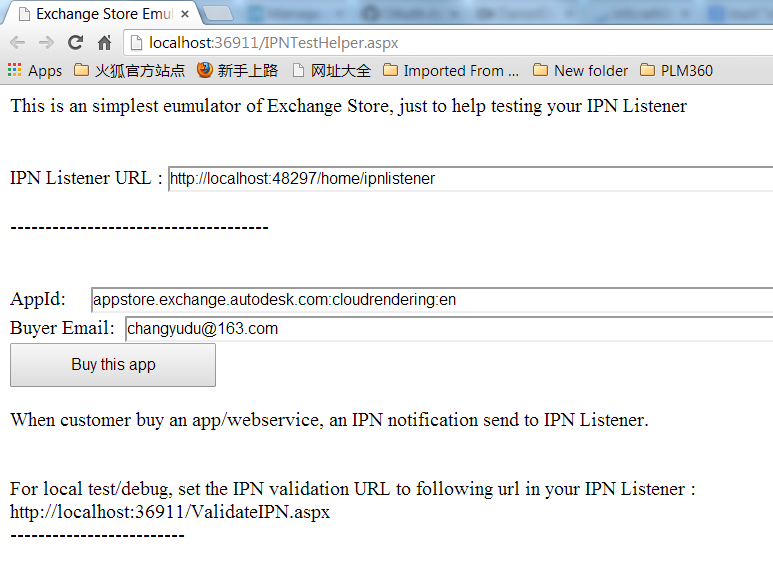 Exchange Store Emul
localhost:36911/IPNTestHelper.aspx
Apps 火狐官方站点 新手上路 网址大全 Imported From ... New folder PLM360
This is an simplest eumulator of Exchange Store, just to help testing your IPN Listener
IPN Listener URL : http://localhost:48297/home/ipnlistener
-------------------------------------
AppId: appstore.exchange.autodesk.com:cloudrendering:en
Buyer Email: changyudu@163.com
Buy this app
When customer buy an app/webservice, an IPN notification send to IPN Listener.
For local test/debug, set the IPN validation URL to following url in your IPN Listener :
http://localhost:36911/ValidateIPN.aspx
-------------------------